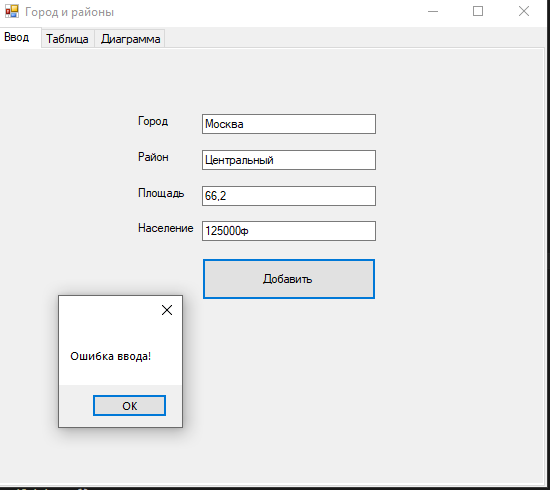 Город и районы
Ввод Таблица Диаграмма
Город Москва
Район Центральный
Площадь 66,2
Население 125000ф
Добавить
Ошибка ввода!
OK